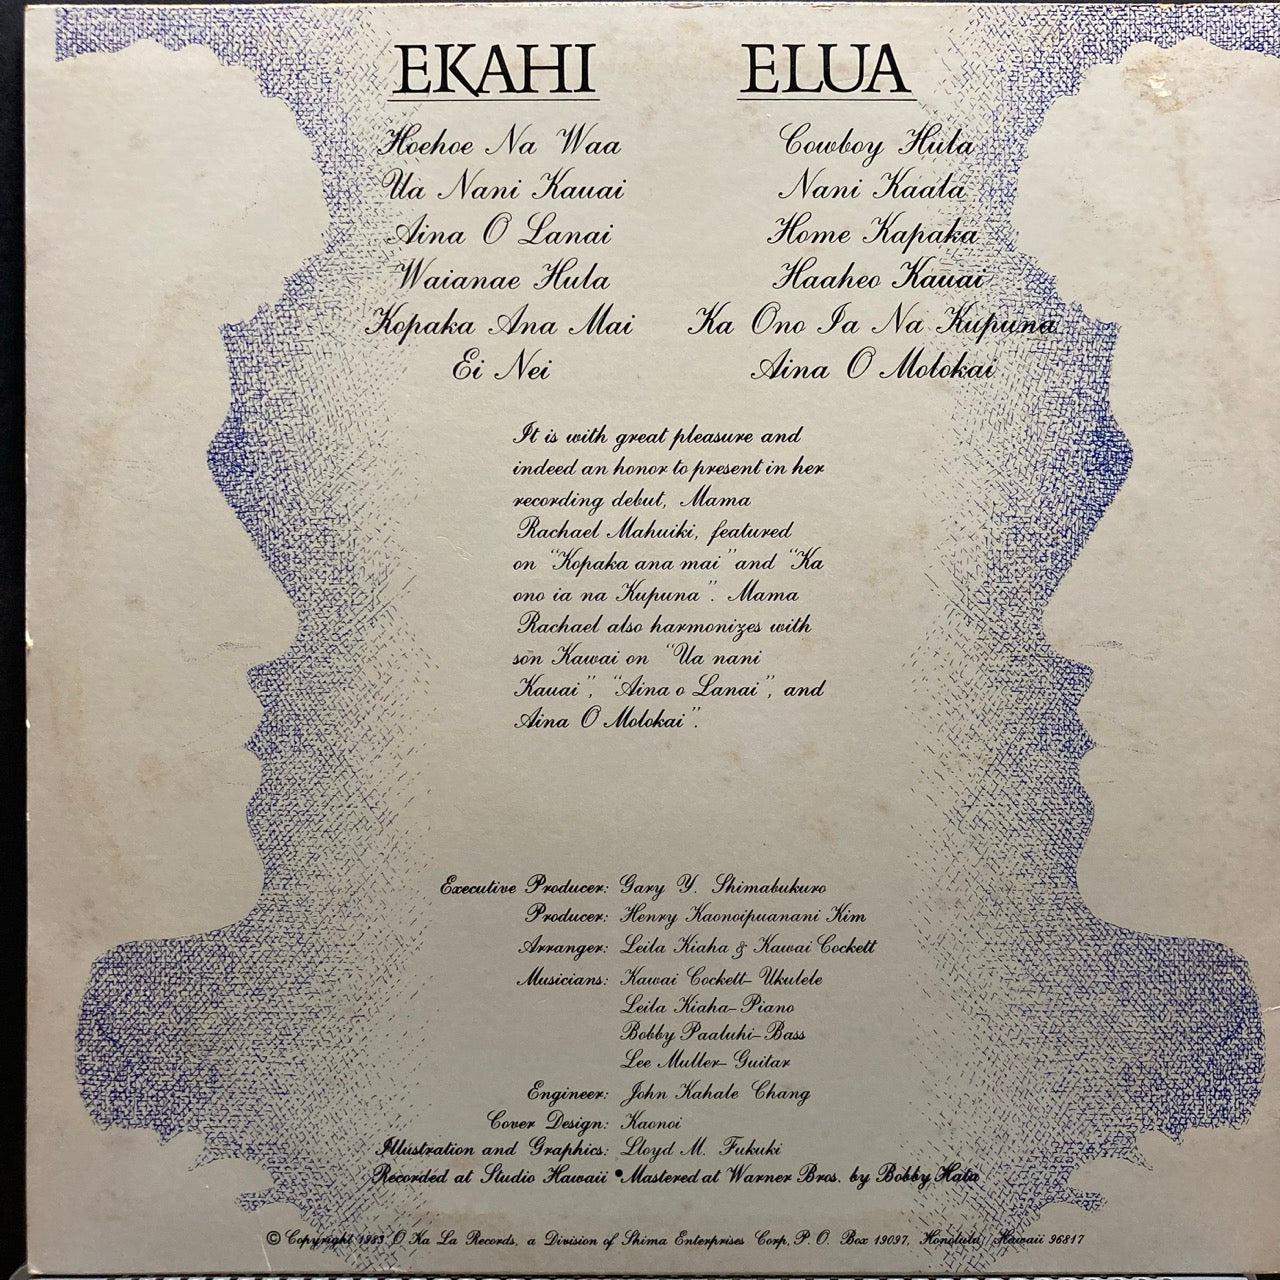 EKAHI
Hoehoe Na Waa
Ua Nani Kauai
Aina O Lanai
Waianae Hula
Kopaka Ana Mai
Ei Nei
ELUA
Cowboy Hula
Nani Kaala
Home Kapaka
Haaheo Kauai
Ka Ono Ia Na Kupuna
Aina O Molokai
It is with great pleasure and
indeed an honor to present in her
recording debut, Mama
Rachael Mahuiki, featured
on "Kopaka ana mai" and "Ka
ono ia na Kupuna". Mama
Rachael also harmonizes with
son Kawai on "Ua nani
Kauai", "Aina o Lanai", and
Aina O Molokai".
Executive Producer: Gary Y. Shimabukuro
Producer: Henry Kaonoipuanani Kim
Arranger: Leila Kiaha & Kawai Cockett
Musicians: Kawai Cockett- Ukulele
Leila Kiaha- Piano
Bobby Paaluhi- Bass
Lee Muller- Guitar
Engineer: John Kahale Chang
Cover Design: Kaonoi
Illustration and Graphics: Lloyd M. Fukuki
Recorded at Studio Hawaii • Mastered at Warner Bros. by Bobby Hata
© Copyright 1983 O Ka La Records, a Division of Shima Enterprises Corp, P. O. Box 19097, Honolulu, Hawaii 96817